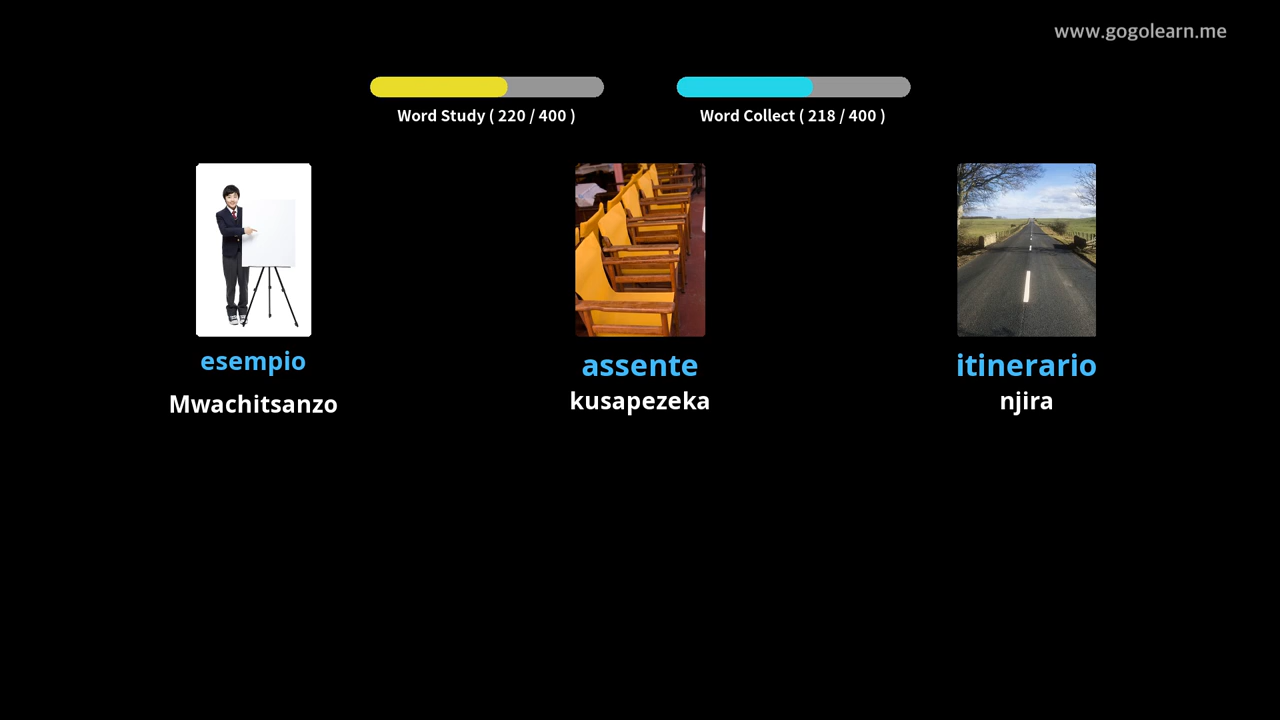 www.gogolearn.me
Word Study ( 220 / 400 )
Word Collect ( 218 / 400 )
esempio
Mwachitsanzo
assente
kusapezeka
itinerario
njira